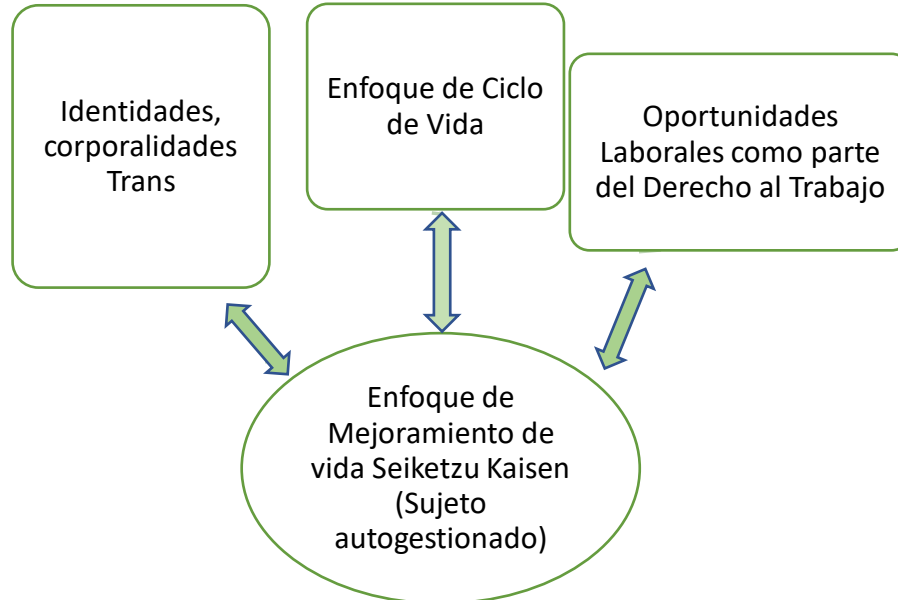 Identidades,
corporalidades
Trans
Enfoque de Ciclo
de Vida
Oportunidades
Laborales como parte
del Derecho al Trabajo
Enfoque de
Mejoramiento de
vida Seiketzu Kaisen
(Sujeto
autogestionado)